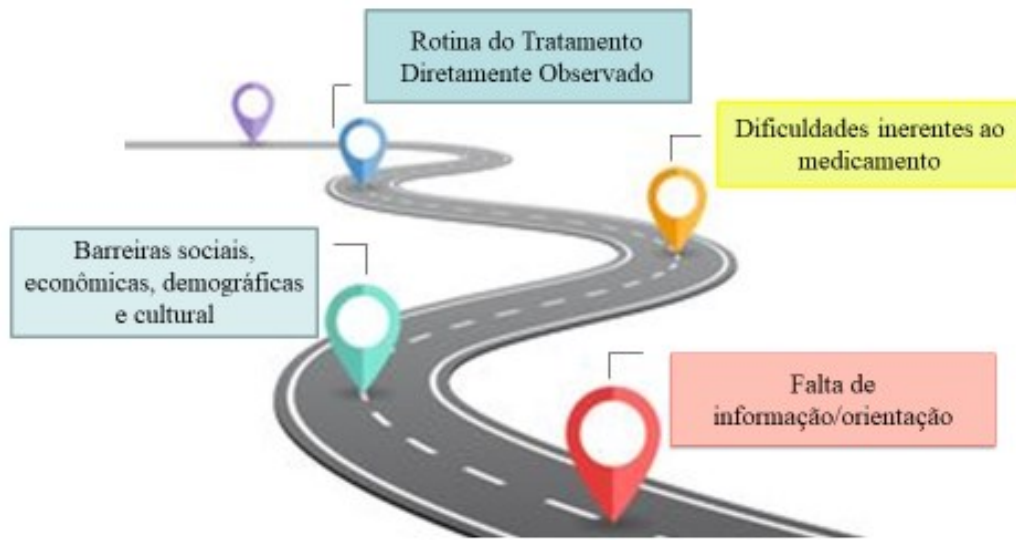 Rotina do Tratamento
Diretamente Observado
Dificuldades inerentes ao
medicamento
Barreiras sociais,
econômicas, demográficas
e cultural
Falta de
informação/orientação